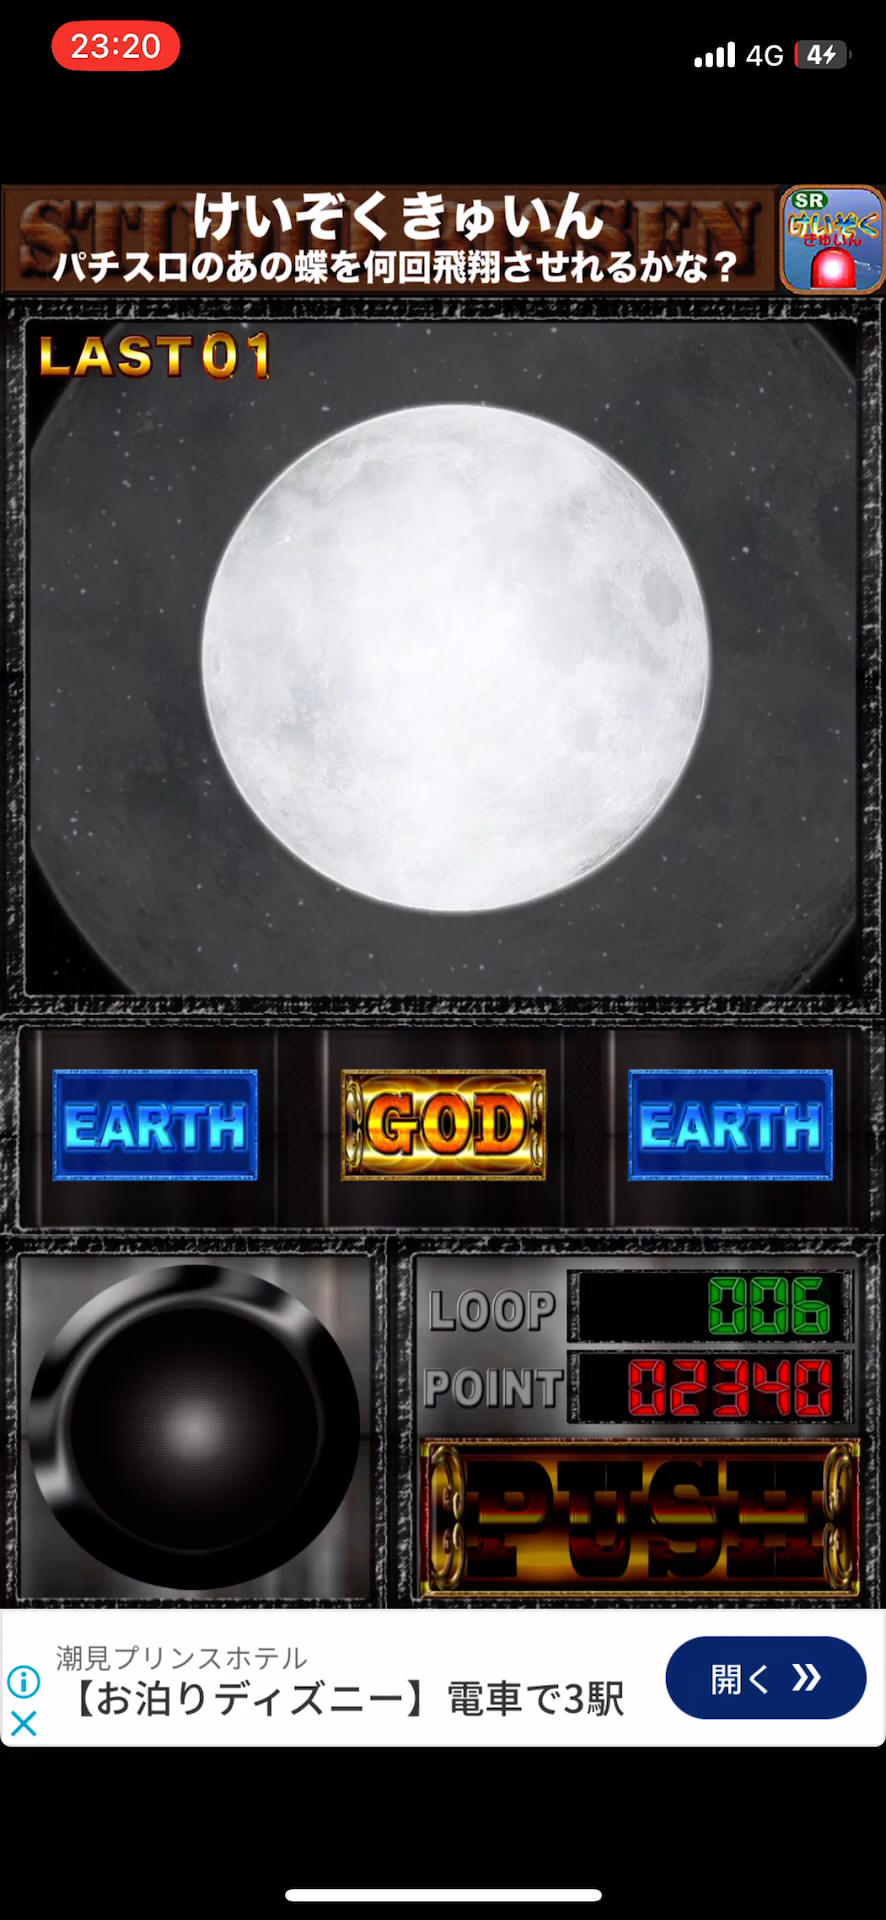 23:20
4G
4
けいぞくきゅいん
パチスロのあの蝶を何回飛翔させれるかな？
SR
けいぞく
きゅいん
LAST01
EARTH
GOD
EARTH
LOOP
006
POINT
02340
PUSH
潮見プリンスホテル
【お泊りディズニー】電車で3駅
開く